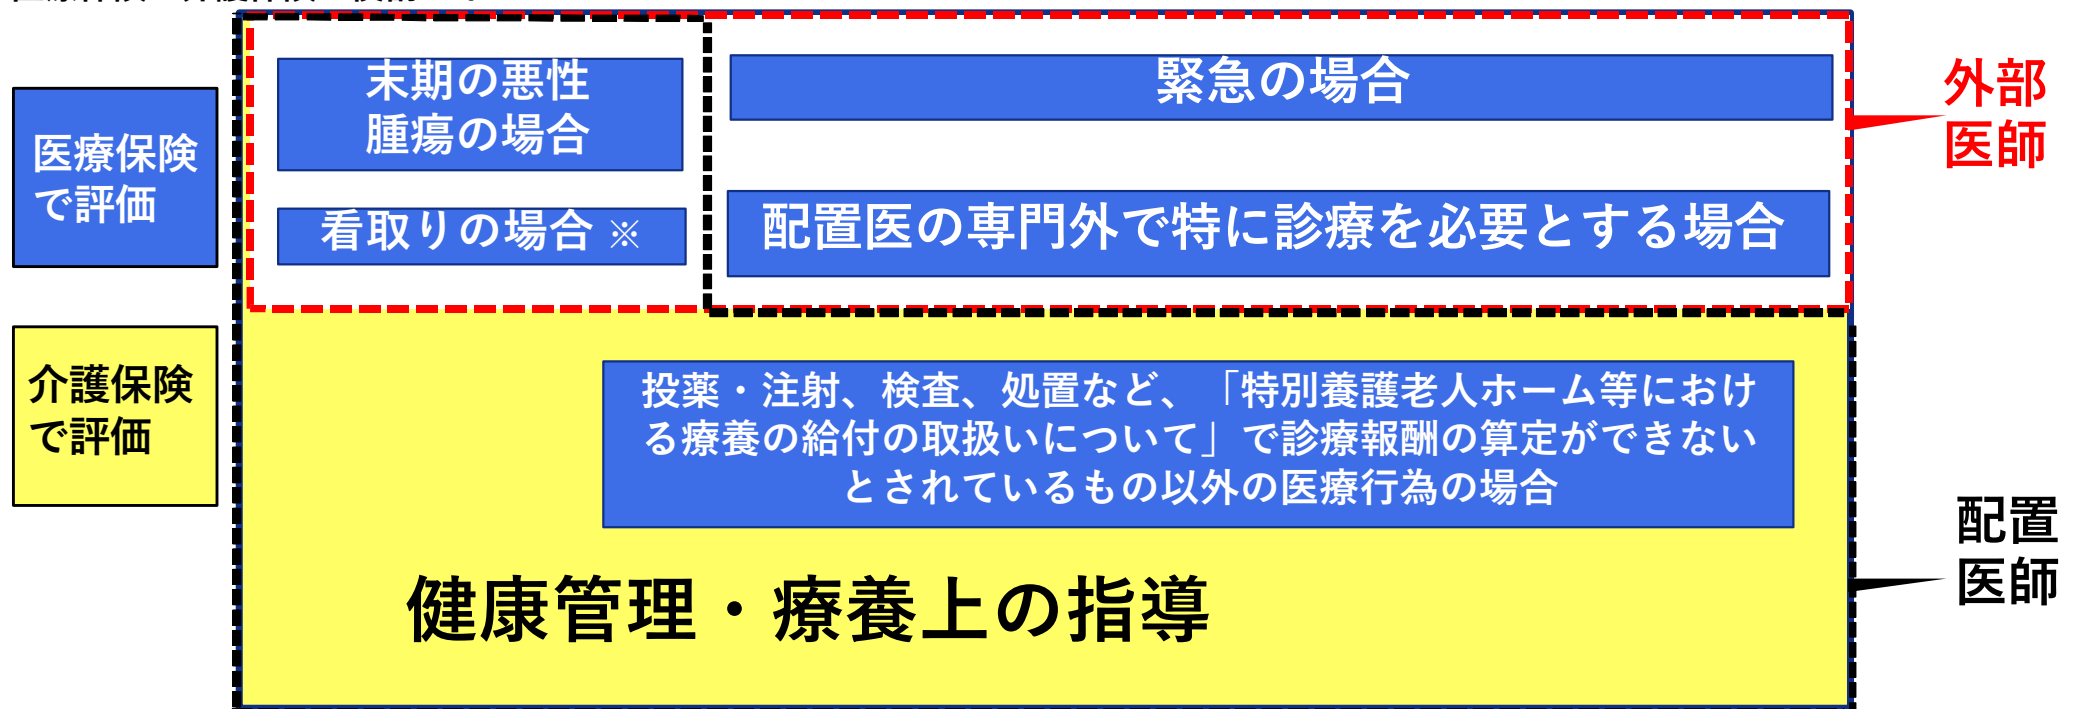 末期の悪性
腫瘍の場合
緊急の場合
外部
医師
医療保険
で評価
看取りの場合 ※
配置医の専門外で特に診療を必要とする場合
介護保険
で評価
投薬・注射、検査、処置など、「特別養護老人ホーム等におけ
る療養の給付の取扱いについて」で診療報酬の算定ができない
とされているもの以外の医療行為の場合
配置
医師
健康管理・療養上の指導